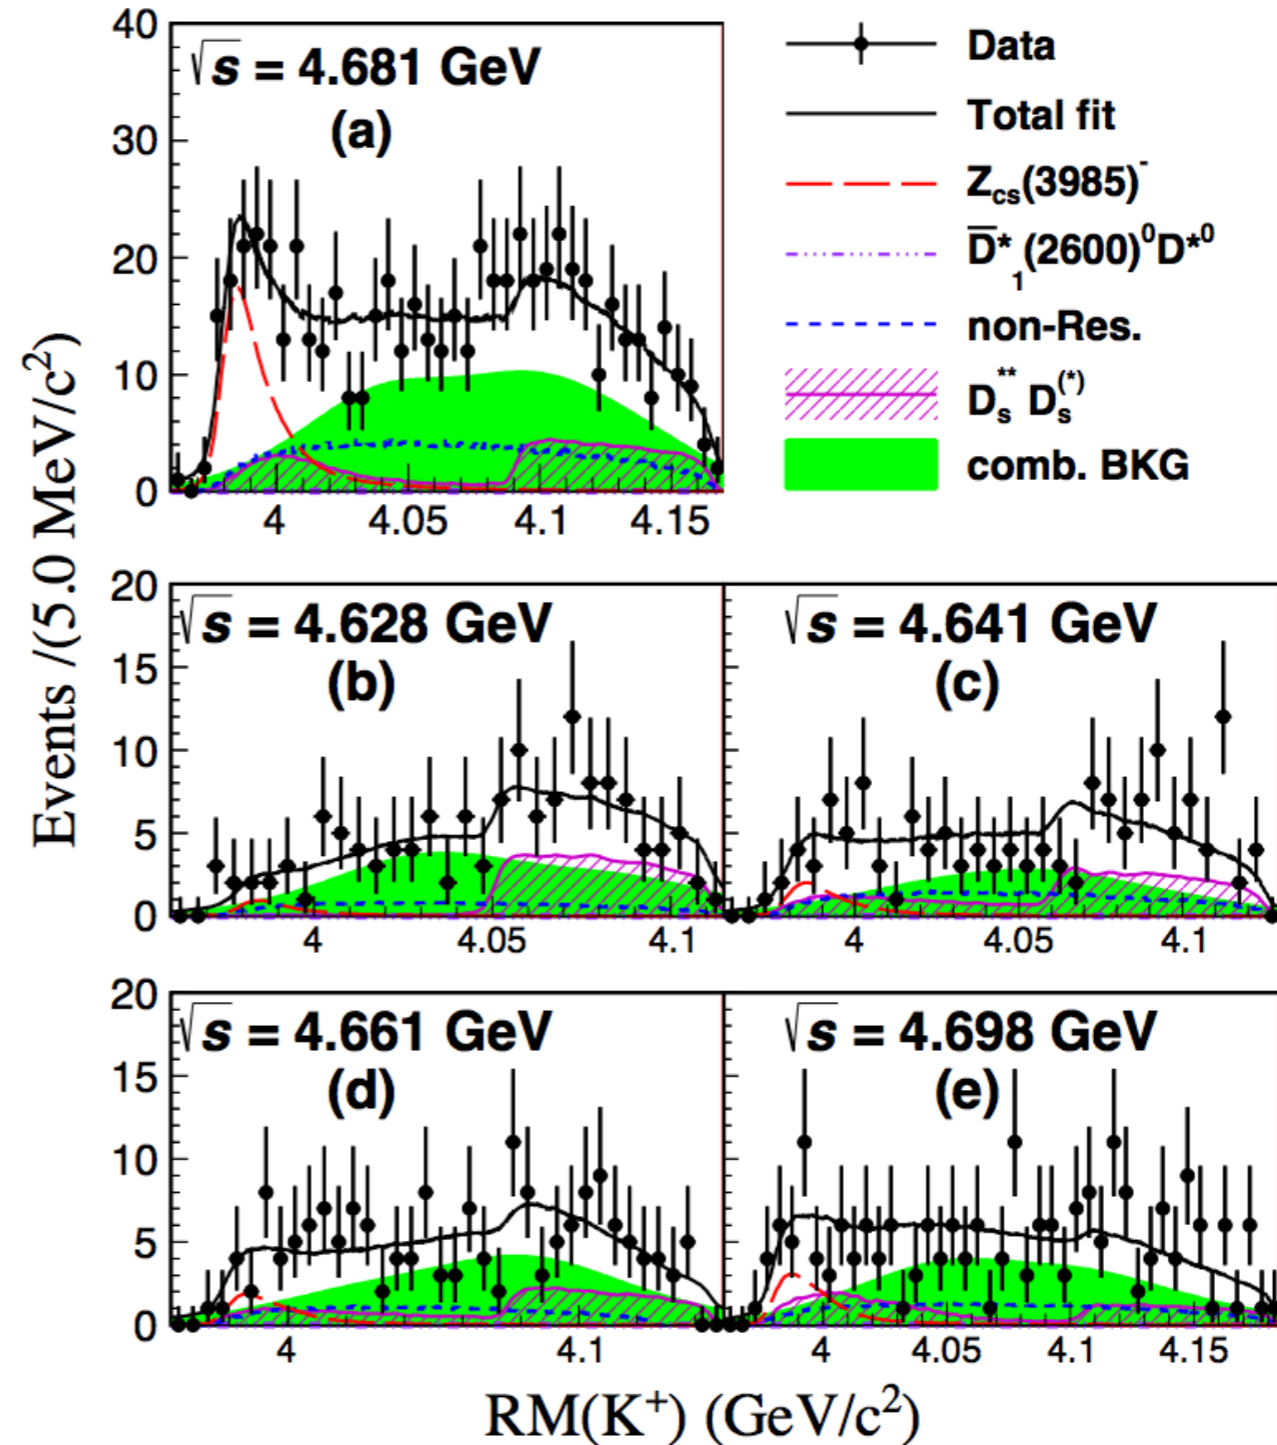 Events /(5.0 MeV/c²)
40
30
20
10
0
√s = 4.681 GeV
(a)
4 4.05 4.1 4.15
Data
Total fit
Z_cs(3985)⁻
D̅*₁(2600)⁰D*⁰
non-Res.
D_s** D_s^(*)
comb. BKG
20
15
10
5
0
√s = 4.628 GeV
(b)
4 4.05 4.1
√s = 4.641 GeV
(c)
4 4.05 4.1
20
15
10
5
0
√s = 4.661 GeV
(d)
4 4.1
√s = 4.698 GeV
(e)
4 4.05 4.1 4.15
RM(K⁺) (GeV/c²)